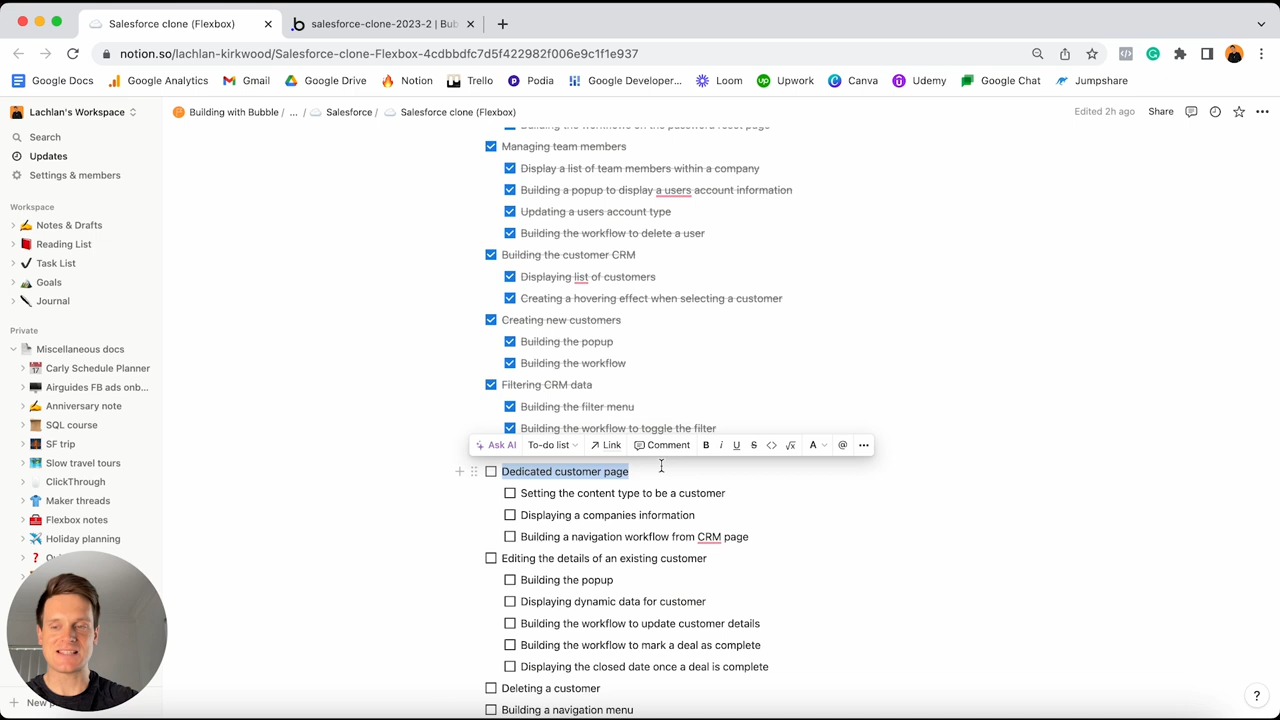 Salesforce clone (Flexbox)
salesforce-clone-2023-2 | Bub
notion.so/lachlan-kirkwood/Salesforce-clone-Flexbox-4cdbbdfc7d5f422982f006e9c1f1e937
Google Docs
Google Analytics
Gmail
Google Drive
Notion
Trello
Podia
Google Developer...
Loom
Upwork
Canva
Udemy
Google Chat
Jumpshare
Lachlan's Workspace
Building with Bubble / ... / Salesforce / Salesforce clone (Flexbox)
Edited 2h ago
Share
Search
Updates
Settings & members
Workspace
Notes & Drafts
Reading List
Task List
Goals
Journal
Private
Miscellaneous docs
Carly Schedule Planner
Airguides FB ads onb...
Anniversary note
SQL course
SF trip
Slow travel tours
ClickThrough
Maker threads
Flexbox notes
Holiday planning
Building the workflows on the password reset page
Managing team members
Display a list of team members within a company
Building a popup to display a users account information
Updating a users account type
Building the workflow to delete a user
Building the customer CRM
Displaying list of customers
Creating a hovering effect when selecting a customer
Creating new customers
Building the popup
Building the workflow
Filtering CRM data
Building the filter menu
Building the workflow to toggle the filter
Ask AI To-do list Link Comment B i U S A @
Dedicated customer page
Setting the content type to be a customer
Displaying a companies information
Building a navigation workflow from CRM page
Editing the details of an existing customer
Building the popup
Displaying dynamic data for customer
Building the workflow to update customer details
Building the workflow to mark a deal as complete
Displaying the closed date once a deal is complete
Deleting a customer
Building a navigation menu
?